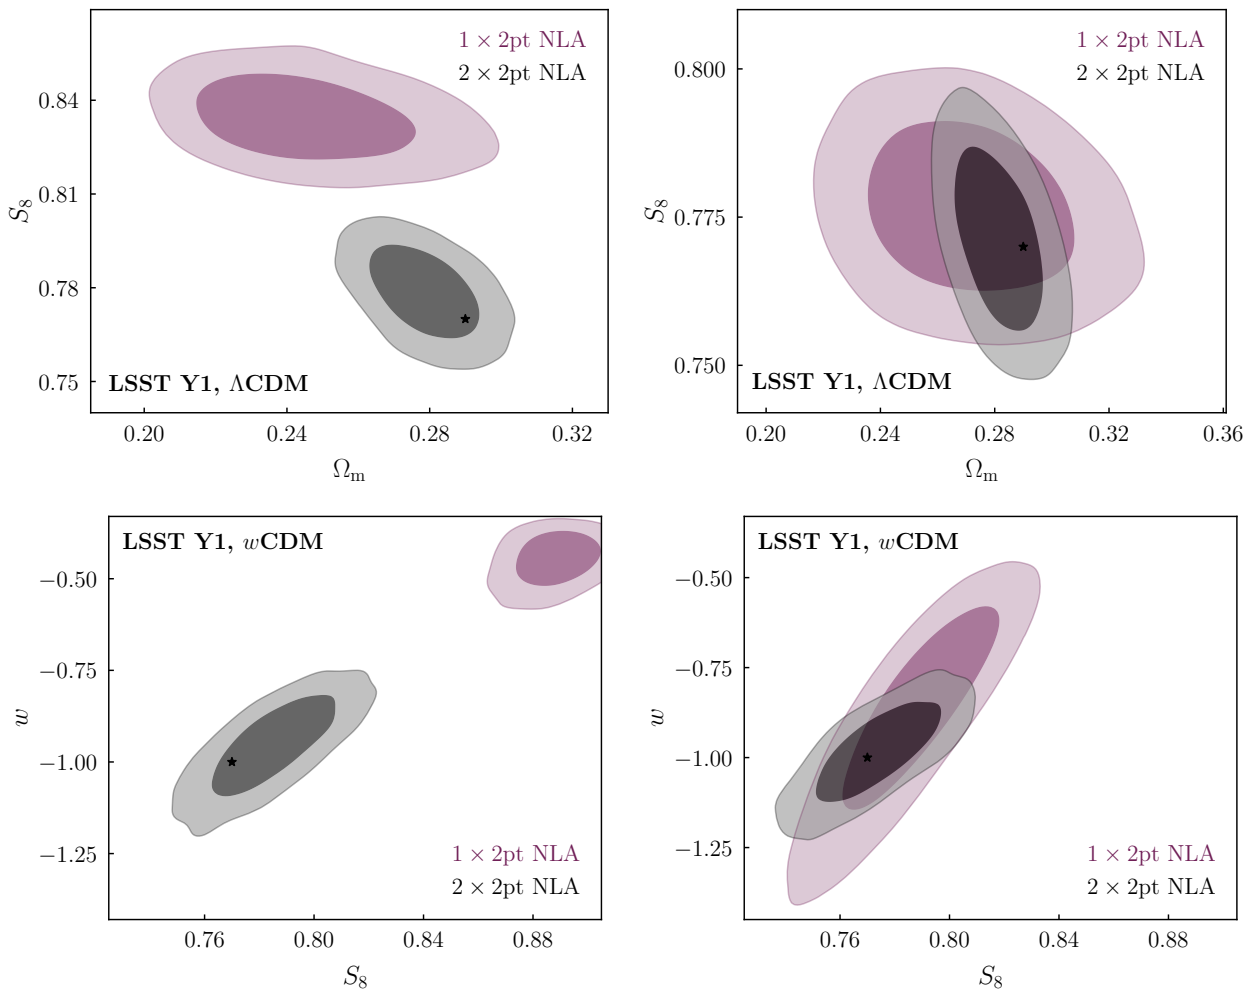 1 × 2pt NLA
2 × 2pt NLA
0.84
0.81
0.78
0.75
S₈
LSST Y1, ΛCDM
0.20 0.24 0.28 0.32
Ωₘ
1 × 2pt NLA
2 × 2pt NLA
0.800
0.775
0.750
S₈
LSST Y1, ΛCDM
0.20 0.24 0.28 0.32 0.36
Ωₘ
LSST Y1, wCDM
−0.50
−0.75
−1.00
−1.25
w
1 × 2pt NLA
2 × 2pt NLA
0.76 0.80 0.84 0.88
S₈
LSST Y1, wCDM
−0.50
−0.75
−1.00
−1.25
w
1 × 2pt NLA
2 × 2pt NLA
0.76 0.80 0.84 0.88
S₈